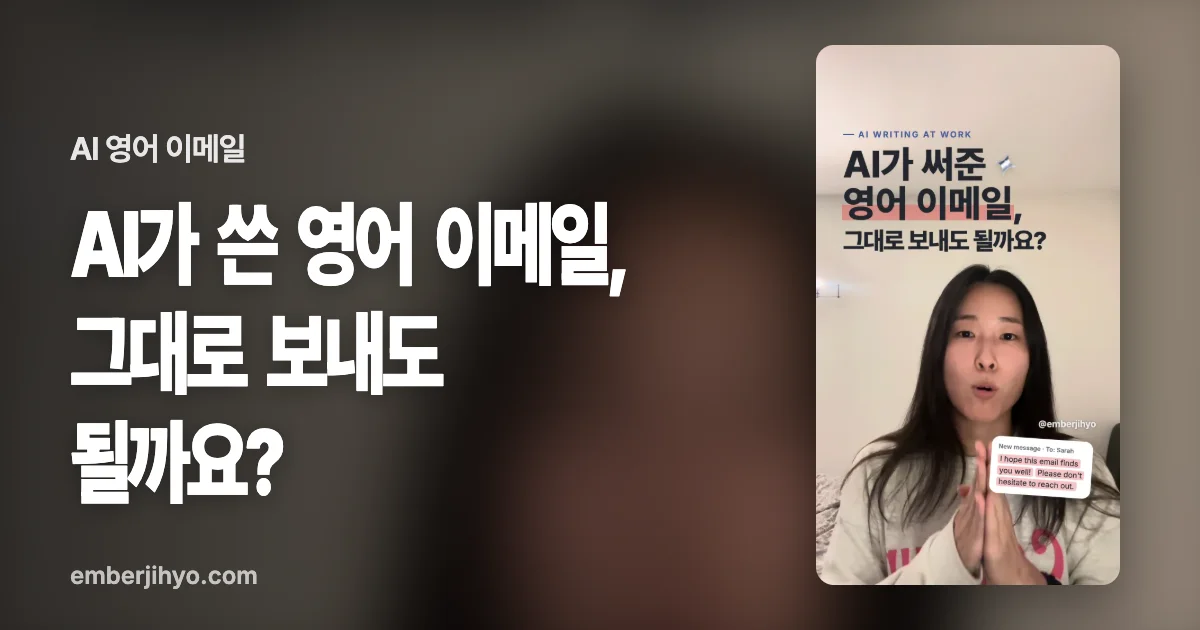 AI 영어 이메일
AI가 쓴 영어 이메일,
그대로 보내도
될까요?
emberjihyo.com
— AI WRITING AT WORK
AI가 써준
영어 이메일,
그대로 보내도 될까요?
@emberjihyo
New message · To: Sarah
I hope this email finds
you well! Please don't
hesitate to reach out.